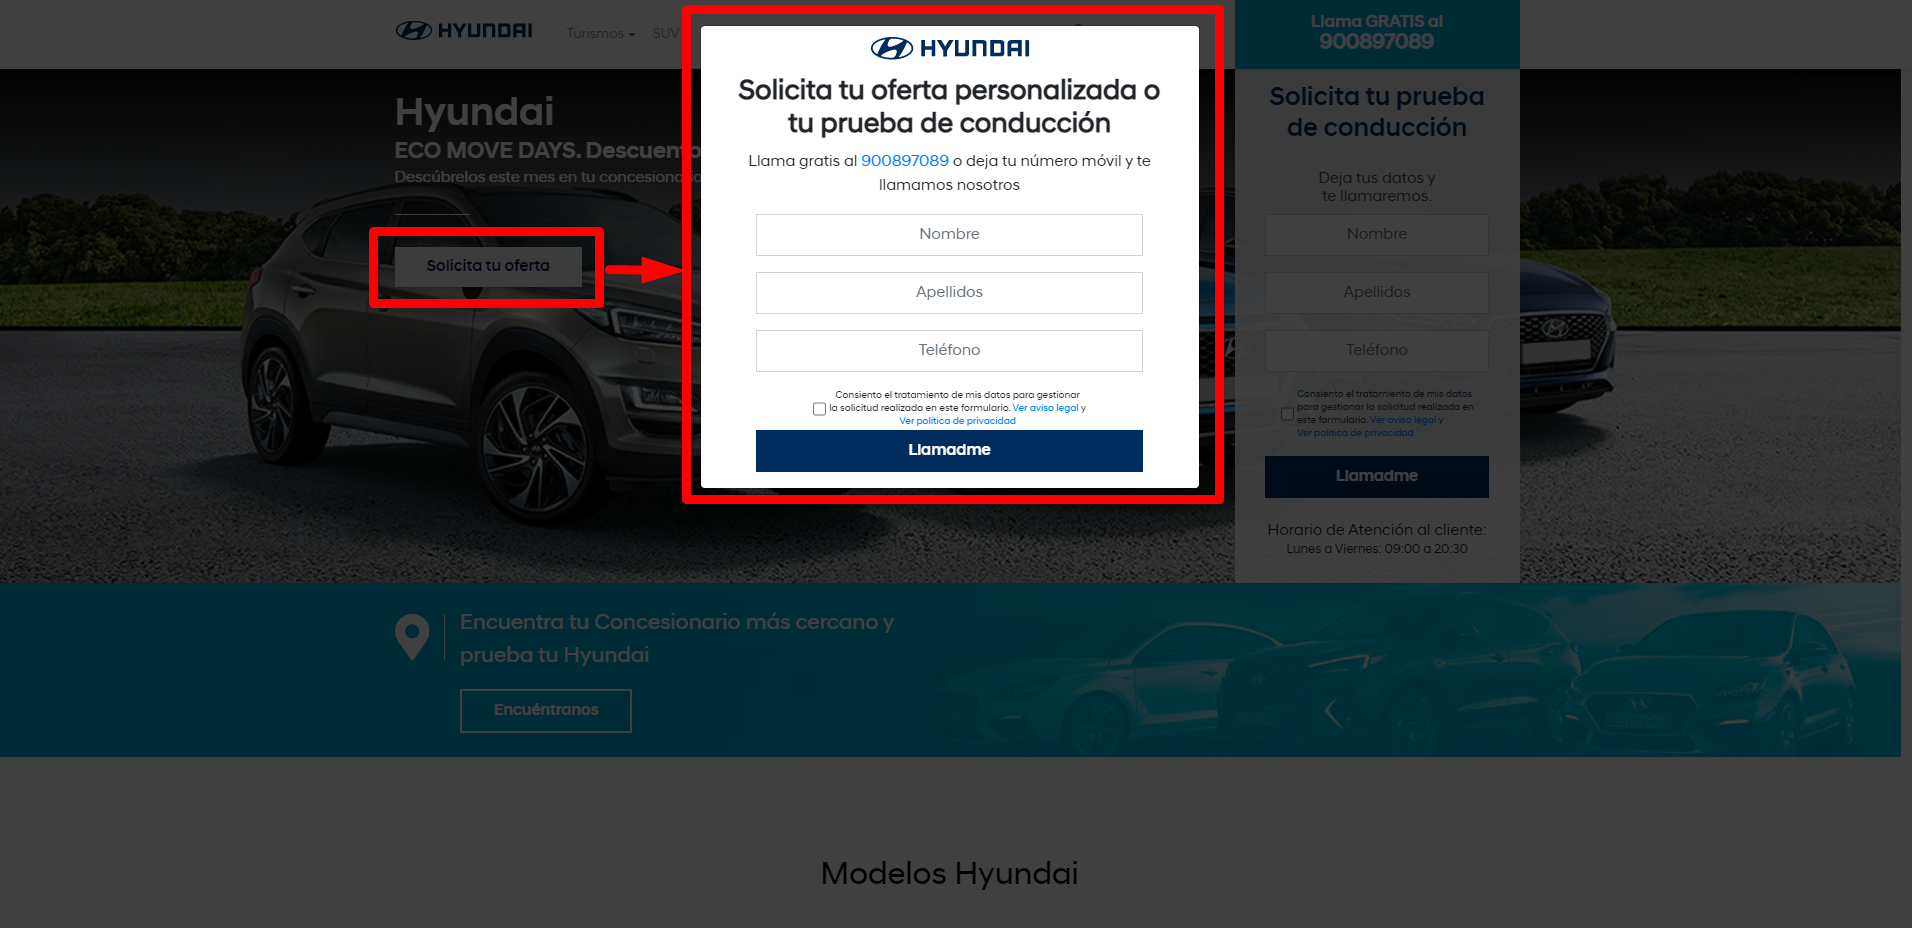 HYUNDAI
Turismos
SUV
Llama GRATIS al
900897089
HYUNDAI
Solicita tu oferta personalizada o
tu prueba de conducción
Llama gratis al 900897089 o deja tu número móvil y te
llamamos nosotros
Nombre
Apellidos
Teléfono
Consiento el tratamiento de mis datos para gestionar
la solicitud realizada en este formulario. Ver aviso legal y
Ver política de privacidad
Llamadme
Hyundai
ECO MOVE DAYS. Descuento
Descúbrelos este mes en tu
Solicita tu oferta
Solicita tu prueba
de conducción
Deja tus datos y
te llamaremos.
Nombre
Apellidos
Teléfono
Consiento el tratamiento de mis datos
para gestionar la solicitud realizada en
este formulario. Ver aviso legal y
Ver política de privacidad
Llamadme
Horario de Atención al cliente:
Lunes a Viernes: 09:00 a 20:30
Encuentra tu Concesionario más cercano y
prueba tu Hyundai
Encuéntranos
Modelos Hyundai